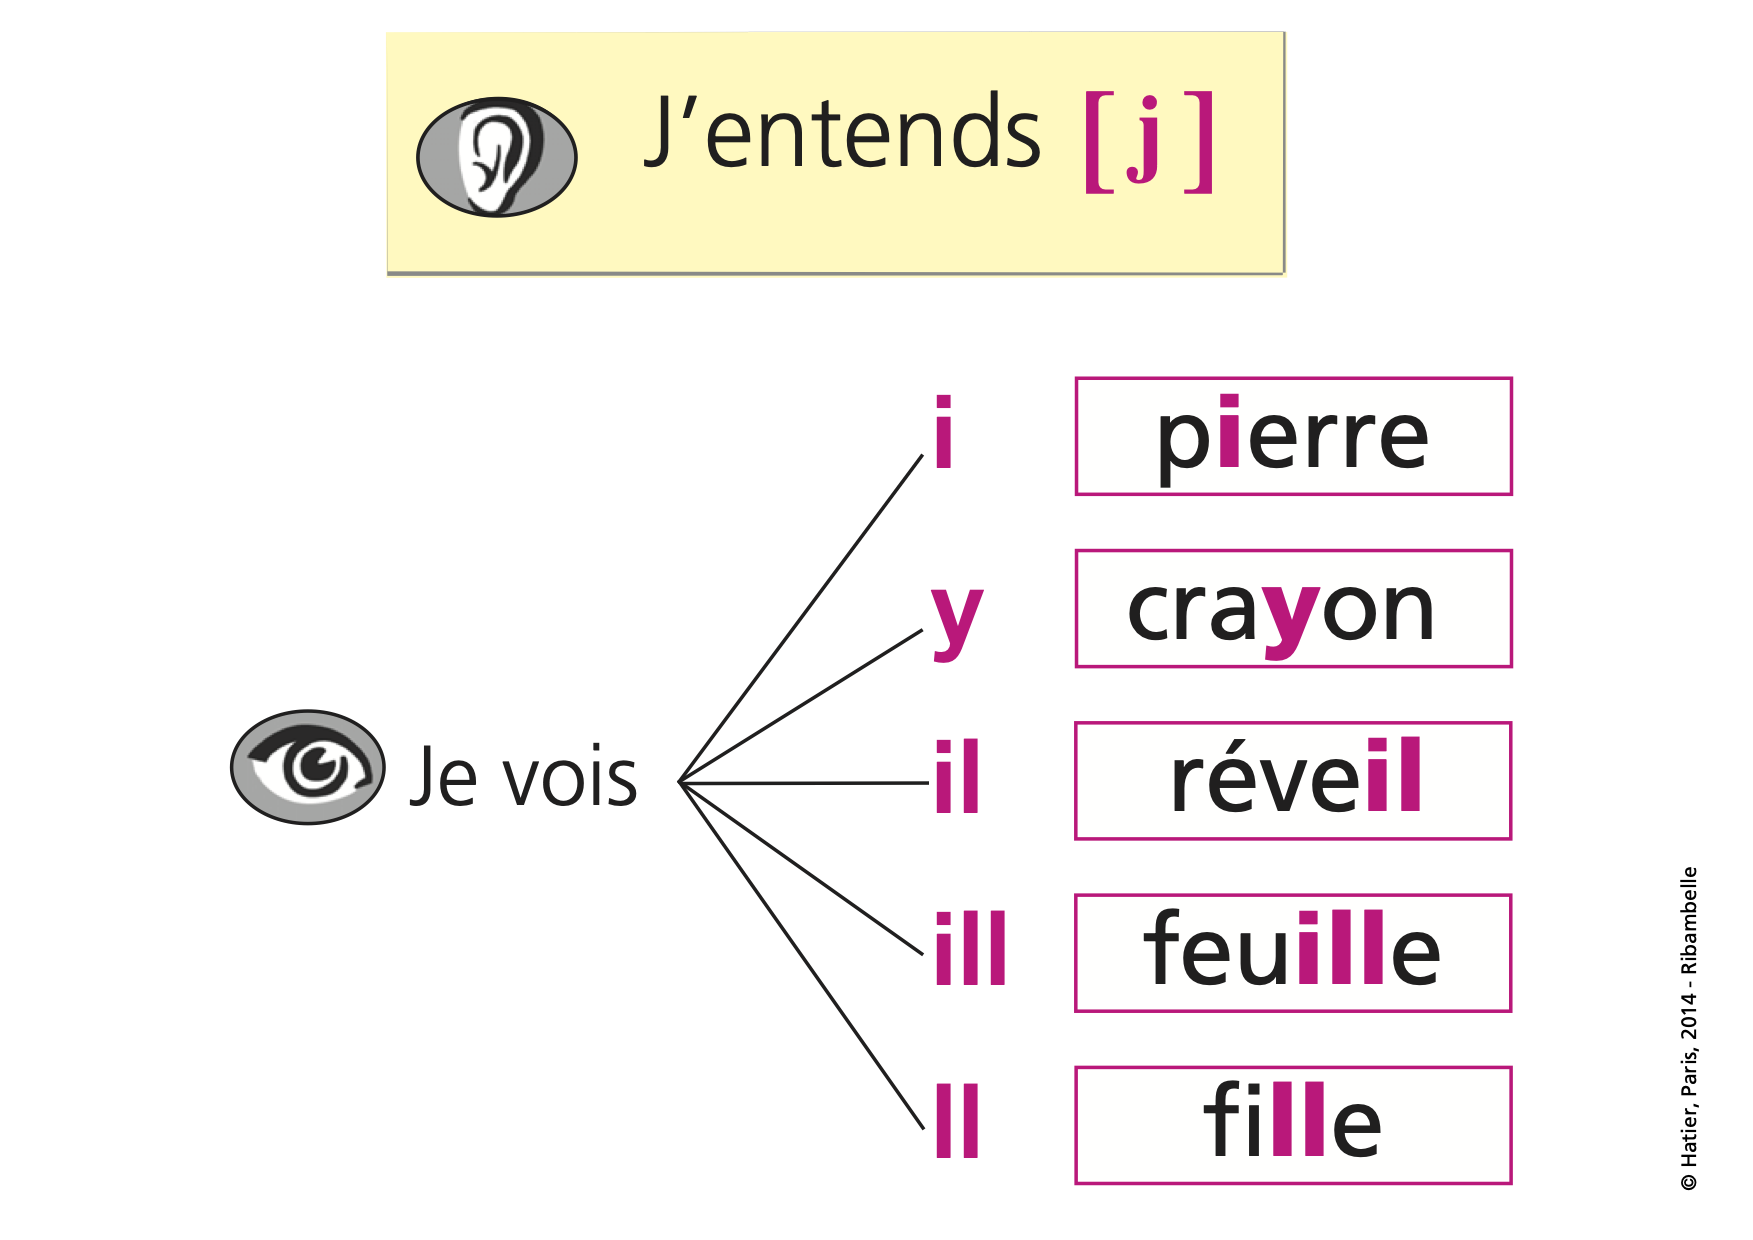 J’entends [j]
i pierre
y crayon
Je vois
il réveil
ill feuille
ll fille
© Hatier, Paris, 2014 - Ribambelle